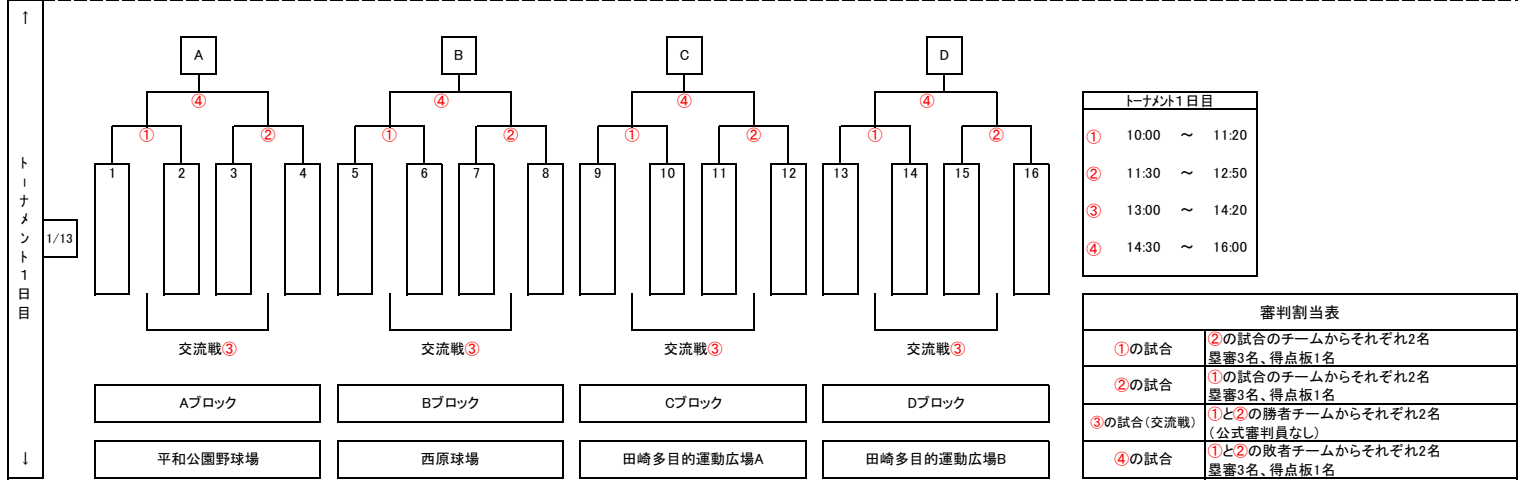 ↑
トーナメント1日目
↓
1/13
A
B
C
D
④
④
④
④
①
②
①
②
①
②
①
②
1
2
3
4
5
6
7
8
9
10
11
12
13
14
15
16
交流戦③
交流戦③
交流戦③
交流戦③
Aブロック
Bブロック
Cブロック
Dブロック
平和公園野球場
西原球場
田崎多目的運動広場A
田崎多目的運動広場B
トーナメント1日目
① 10:00 ～ 11:20
② 11:30 ～ 12:50
③ 13:00 ～ 14:20
④ 14:30 ～ 16:00
審判割当表
①の試合
②の試合のチームからそれぞれ2名
塁審3名、得点板1名
②の試合
①の試合のチームからそれぞれ2名
塁審3名、得点板1名
③の試合(交流戦)
①と②の勝者チームからそれぞれ2名
(公式審判員なし)
④の試合
①と②の敗者チームからそれぞれ2名
塁審3名、得点板1名